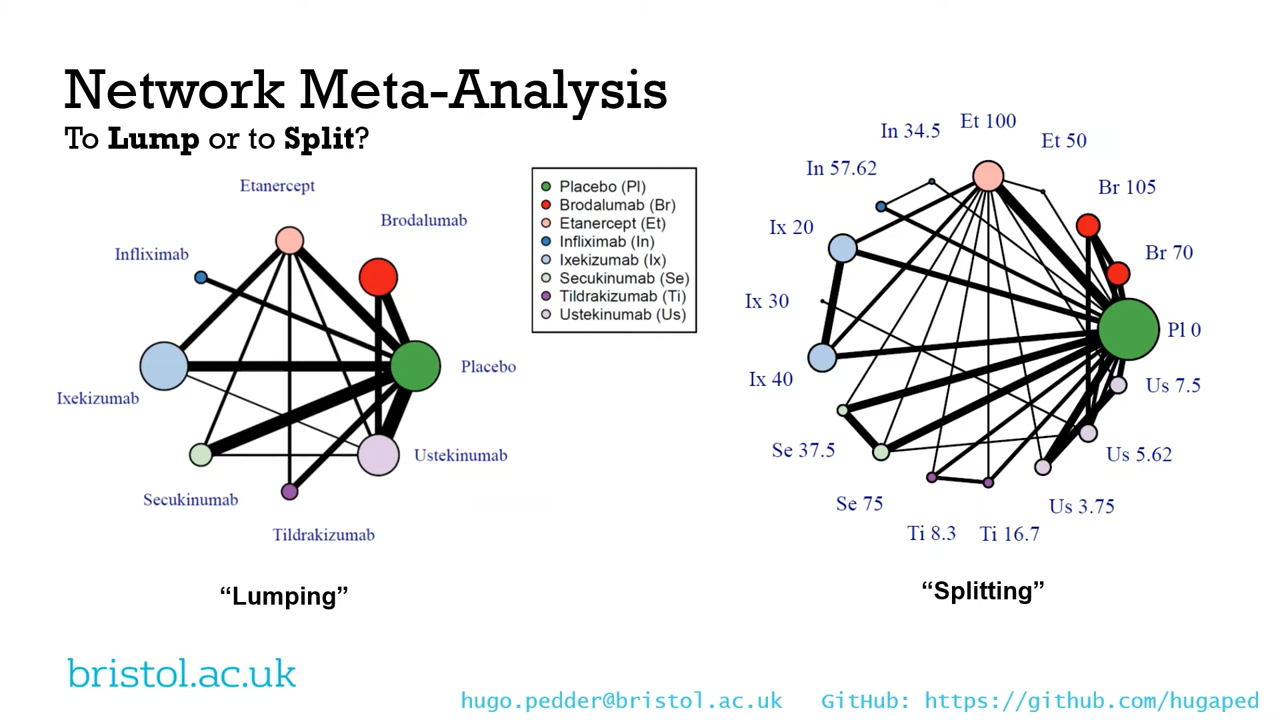 Network Meta-Analysis
To Lump or to Split?
Etanercept
Brodalumab
Infliximab
Placebo
Ixekizumab
Ustekinumab
Secukinumab
Tildrakizumab
“Lumping”
Placebo (Pl)
Brodalumab (Br)
Etanercept (Et)
Infliximab (In)
Ixekizumab (Ix)
Secukinumab (Se)
Tildrakizumab (Ti)
Ustekinumab (Us)
In 34.5
Et 100
Et 50
In 57.62
Br 105
Ix 20
Br 70
Ix 30
Pl 0
Ix 40
Us 7.5
Se 37.5
Us 5.62
Se 75
Us 3.75
Ti 8.3
Ti 16.7
“Splitting”
bristol.ac.uk
hugo.pedder@bristol.ac.uk GitHub: https://github.com/hugaped